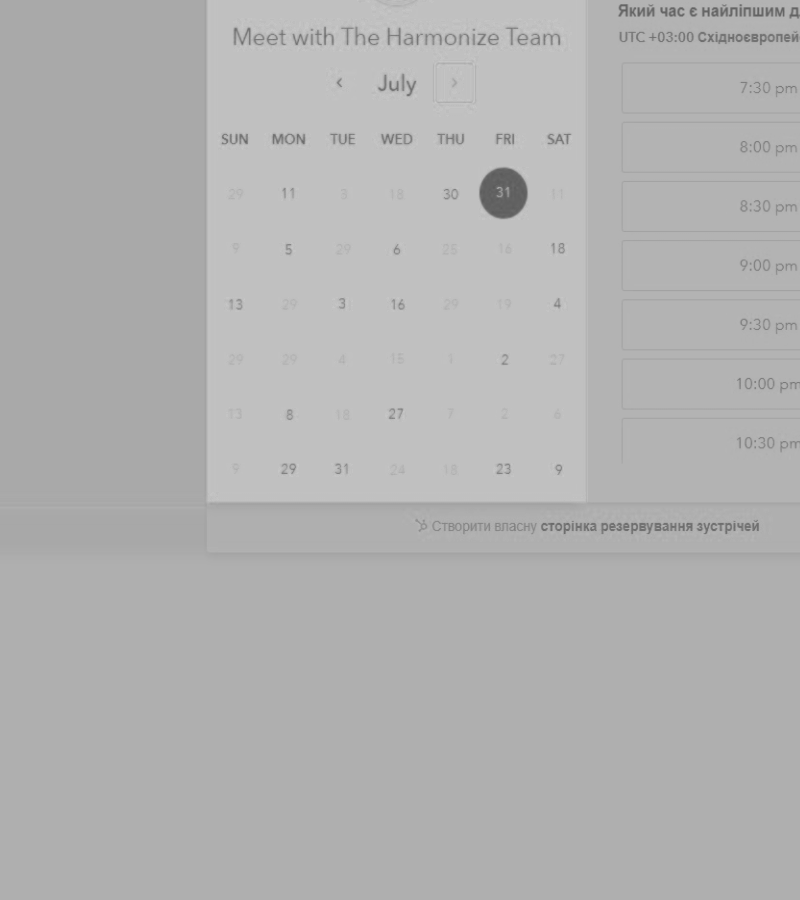 Meet with The Harmonize Team
‹ July ›
SUN MON TUE WED THU FRI SAT
29 11 3 18 30 31 11
9 5 29 6 25 16 18
13 29 3 16 29 19 4
29 29 4 15 1 2 27
13 8 18 27 7 2 6
9 29 31 24 18 23 9
Який час є найліпшим д
UTC +03:00 Східноєвропей
7:30 pm
8:00 pm
8:30 pm
9:00 pm
9:30 pm
10:00 pm
10:30 pm
Створити власну сторінка резервування зустрічей